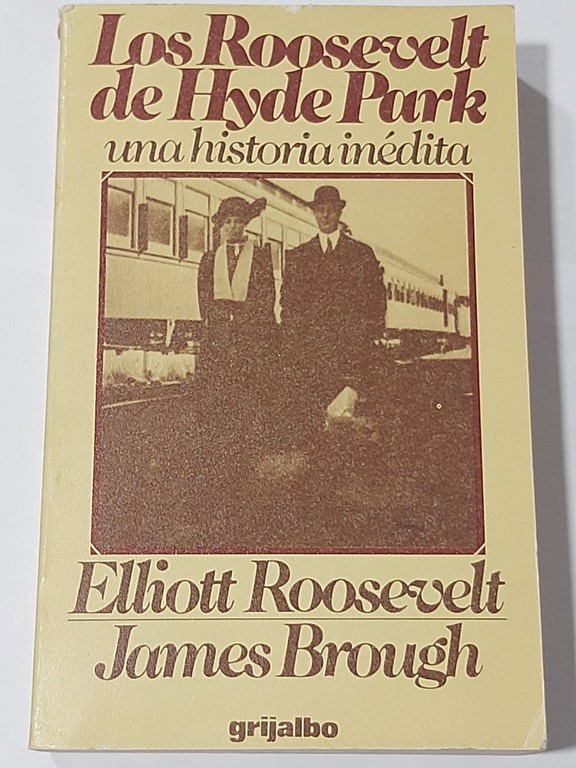 Los Roosevelt
de Hyde Park
una historia inédita
Elliott Roosevelt
James Brough
grijalbo